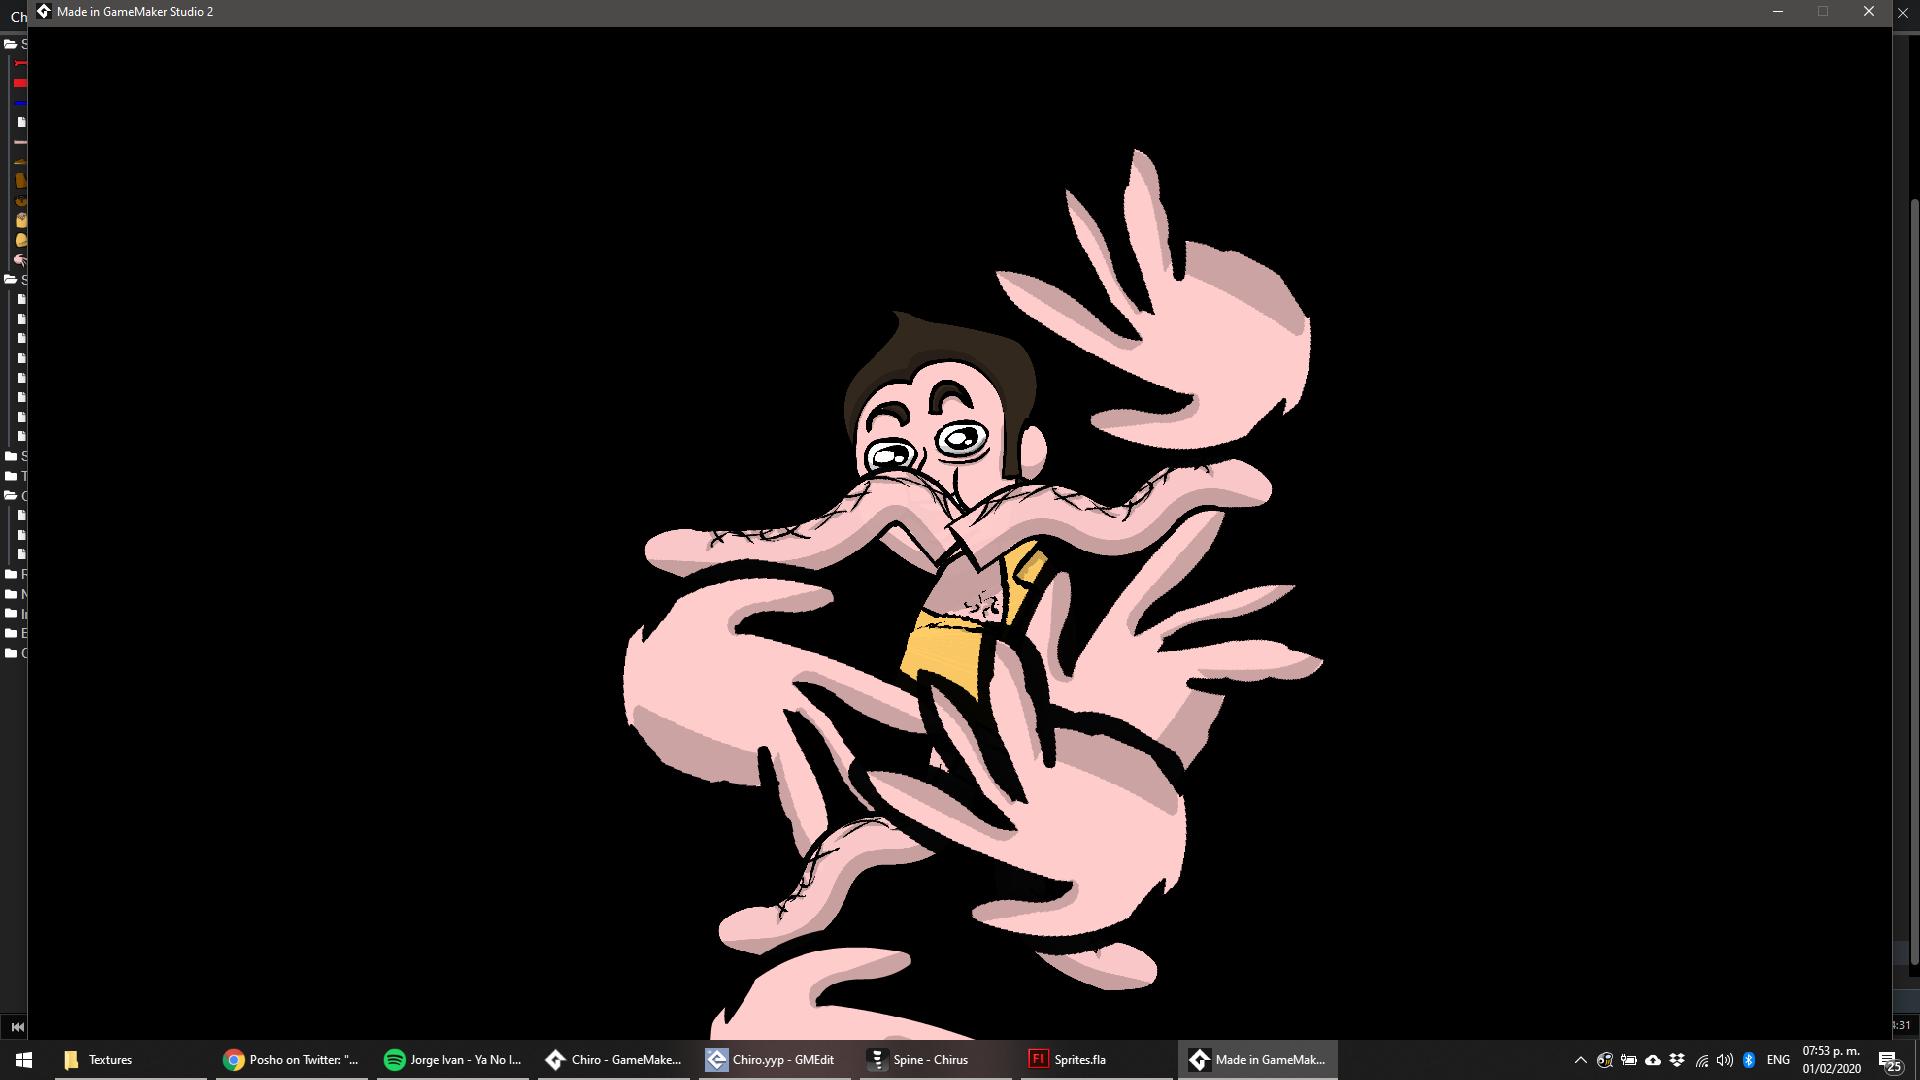 Ch
Made in GameMaker Studio 2
Textures
Posho on Twitter: "...
Jorge Ivan - Ya No I...
Chiro - GameMake...
Chiro.yyp - GMEdit
Spine - Chirus
Sprites.fla
Made in GameMak...
ENG
07:53 p. m.
01/02/2020
25